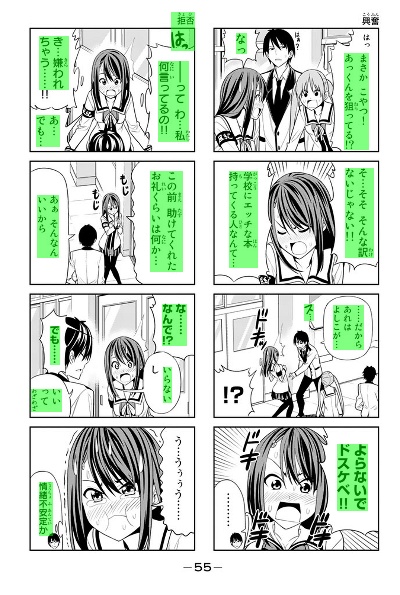 興奮
はっ
まさか こやつ!
あっくんを狙ってる!?
はぁ?
なっ
そ…そそ そんな訳
ないじゃない!!
学校にエッチな本
持ってくる人なんて…
……だから
あれは
よしこが…
ス…
ビクッ
!?
よらないで
ドスケベ!!
ドキ
ドキ
………
拒否
はっ
――って わ…私
何言ってるの!!
き…嫌われ
ちゃう……!!
あ…
でも…
もじ
もじ
この前 助けてくれた
お礼くらいは何か…
あぁ そんなん
いいから
な……
なんで!?
いらない
でも……
いい
って
う…うぅぅう…
情緒不安定か
―55―